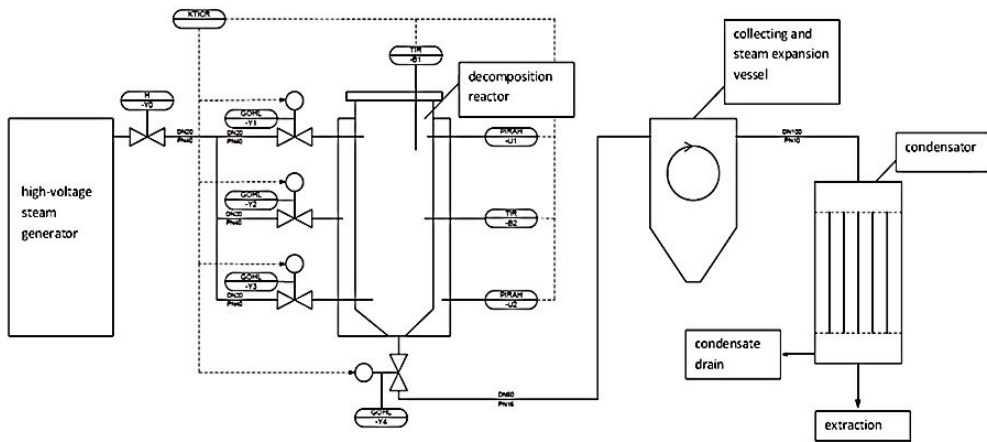 KTICR
TIR
-B1
decomposition
reactor
collecting and
steam expansion
vessel
H
-Y0
DN20
PN40
GOHL
-Y1
DN20
PN40
PIRAH
-U1
DN100
PN10
condensator
high-voltage
steam
generator
GOHL
-Y2
DN20
PN40
TIR
-B2
GOHL
-Y3
DN20
PN40
PIRAH
-U2
condensate
drain
GOHL
-Y4
DN50
PN16
extraction